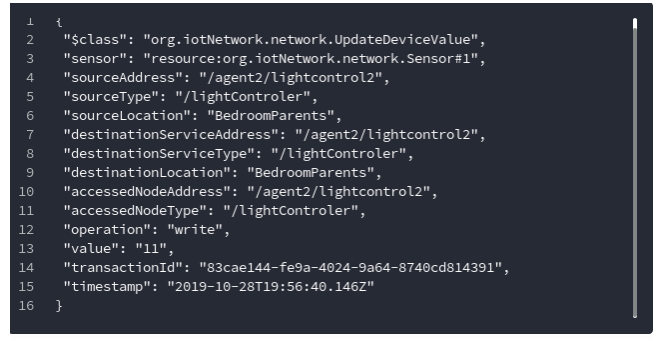 1 {
2 "$class": "org.iotNetwork.network.UpdateDeviceValue",
3 "sensor": "resource:org.iotNetwork.network.Sensor#1",
4 "sourceAddress": "/agent2/lightcontrol2",
5 "sourceType": "/lightControler",
6 "sourceLocation": "BedroomParents",
7 "destinationServiceAddress": "/agent2/lightcontrol2",
8 "destinationServiceType": "/lightControler",
9 "destinationLocation": "BedroomParents",
10 "accessedNodeAddress": "/agent2/lightcontrol2",
11 "accessedNodeType": "/lightControler",
12 "operation": "write",
13 "value": "11",
14 "transactionId": "83cae144-fe9a-4024-9a64-8740cd814391",
15 "timestamp": "2019-10-28T19:56:40.146Z"
16 }